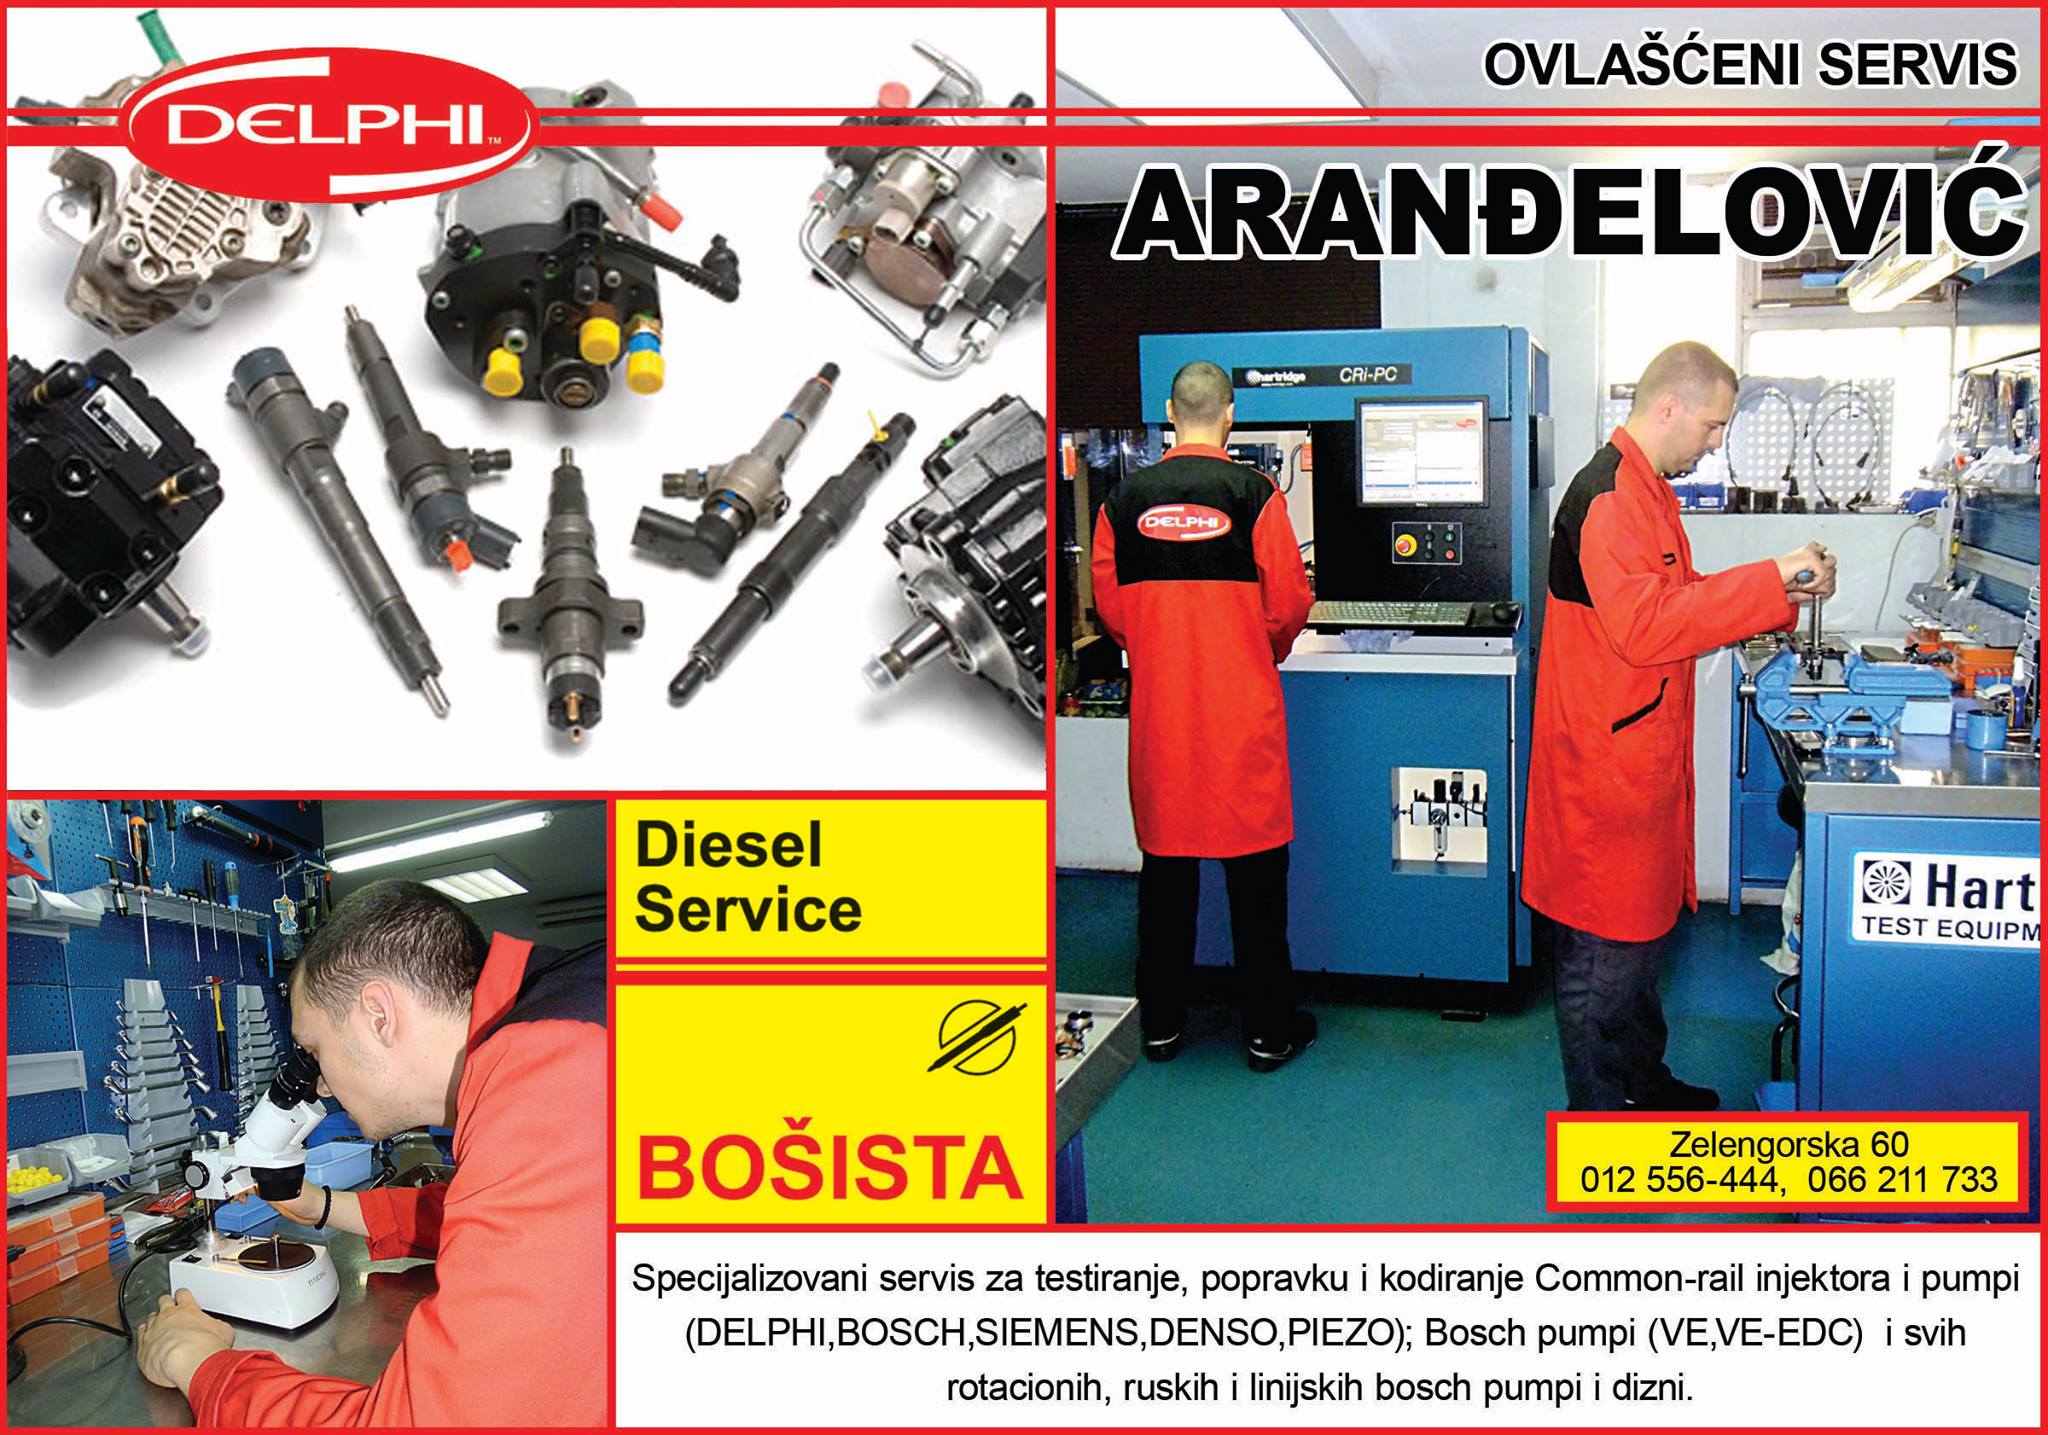 DELPHI™
OVLAŠĆENI SERVIS
ARANĐELOVIĆ
hartridge CRi-PC
DELPHI
Hart
TEST EQUIPM
Diesel
Service
BOŠISTA
Zelengorska 60
012 556-444, 066 211 733
Specijalizovani servis za testiranje, popravku i kodiranje Common-rail injektora i pumpi
(DELPHI,BOSCH,SIEMENS,DENSO,PIEZO); Bosch pumpi (VE,VE-EDC) i svih
rotacionih, ruskih i linijskih bosch pumpi i dizni.